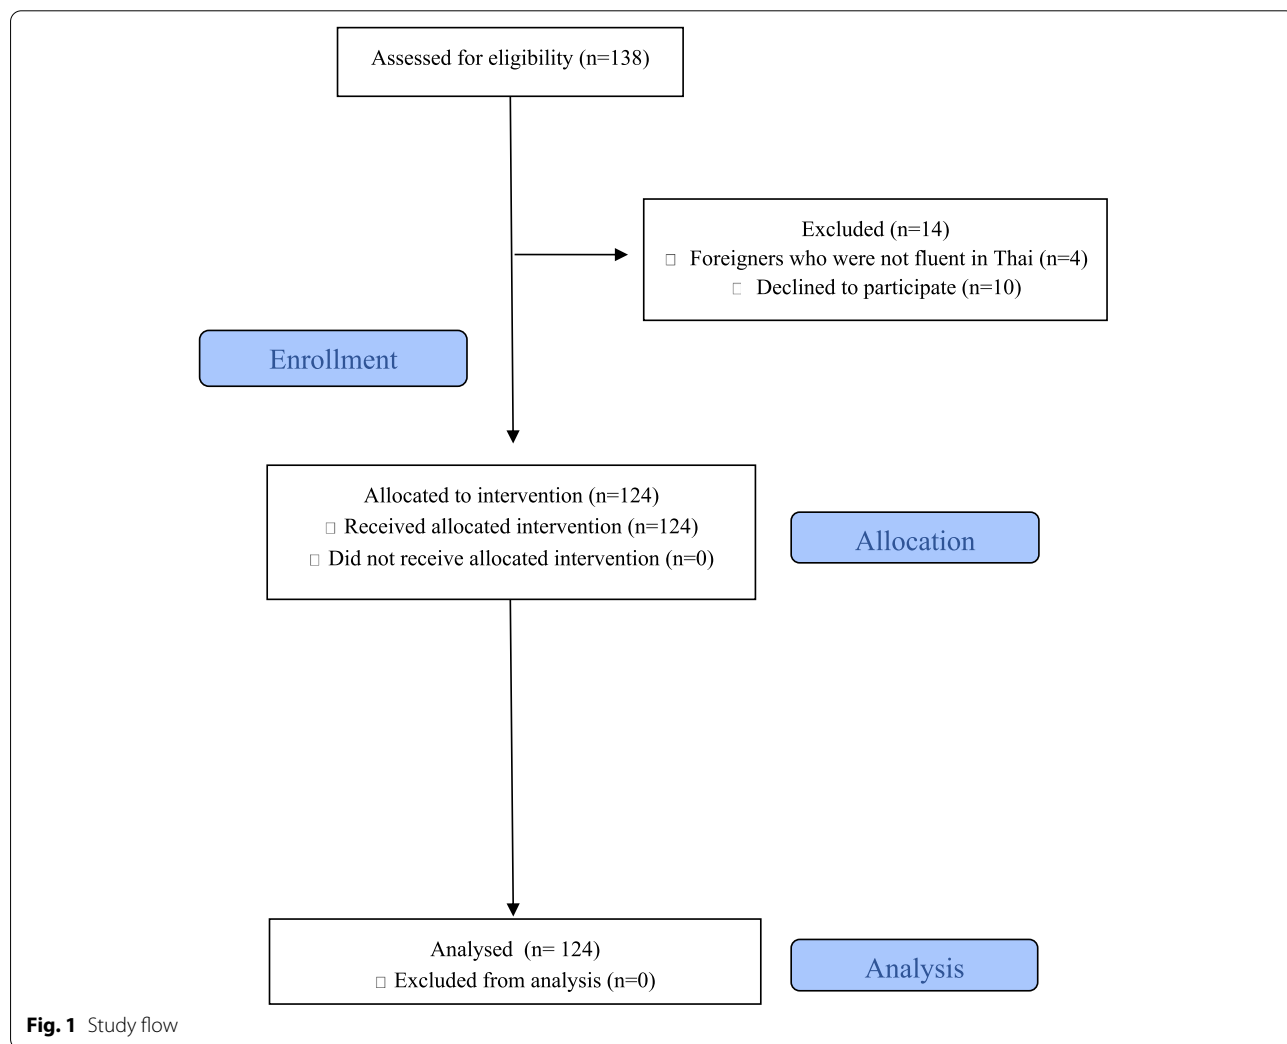 Assessed for eligibility (n=138)
Excluded (n=14)
□ Foreigners who were not fluent in Thai (n=4)
□ Declined to participate (n=10)
Enrollment
Allocated to intervention (n=124)
□ Received allocated intervention (n=124)
□ Did not receive allocated intervention (n=0)
Allocation
Analysed  (n= 124)
□ Excluded from analysis (n=0)
Analysis
Fig. 1 Study flow